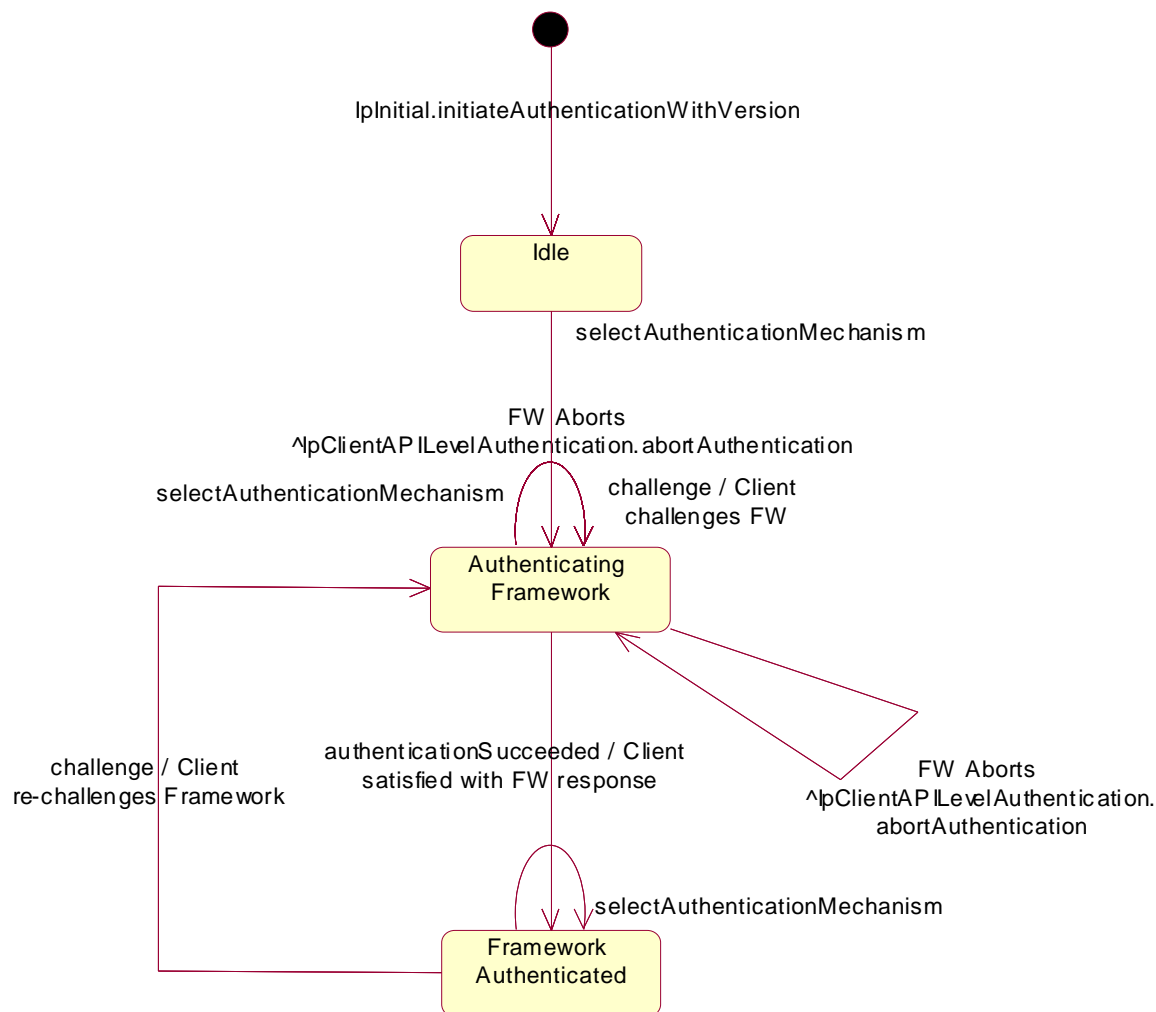 IpInitial.initiateAuthenticationWithVersion
Idle
selectAuthenticationMechanism
FW Aborts
^IpClientAPILevelAuthentication.abortAuthentication
selectAuthenticationMechanism
challenge / Client
challenges FW
Authenticating
Framework
authenticationSucceeded / Client
satisfied with FW response
challenge / Client
re-challenges Framework
FW Aborts
^IpClientAPILevelAuthentication.
abortAuthentication
selectAuthenticationMechanism
Framework
Authenticated